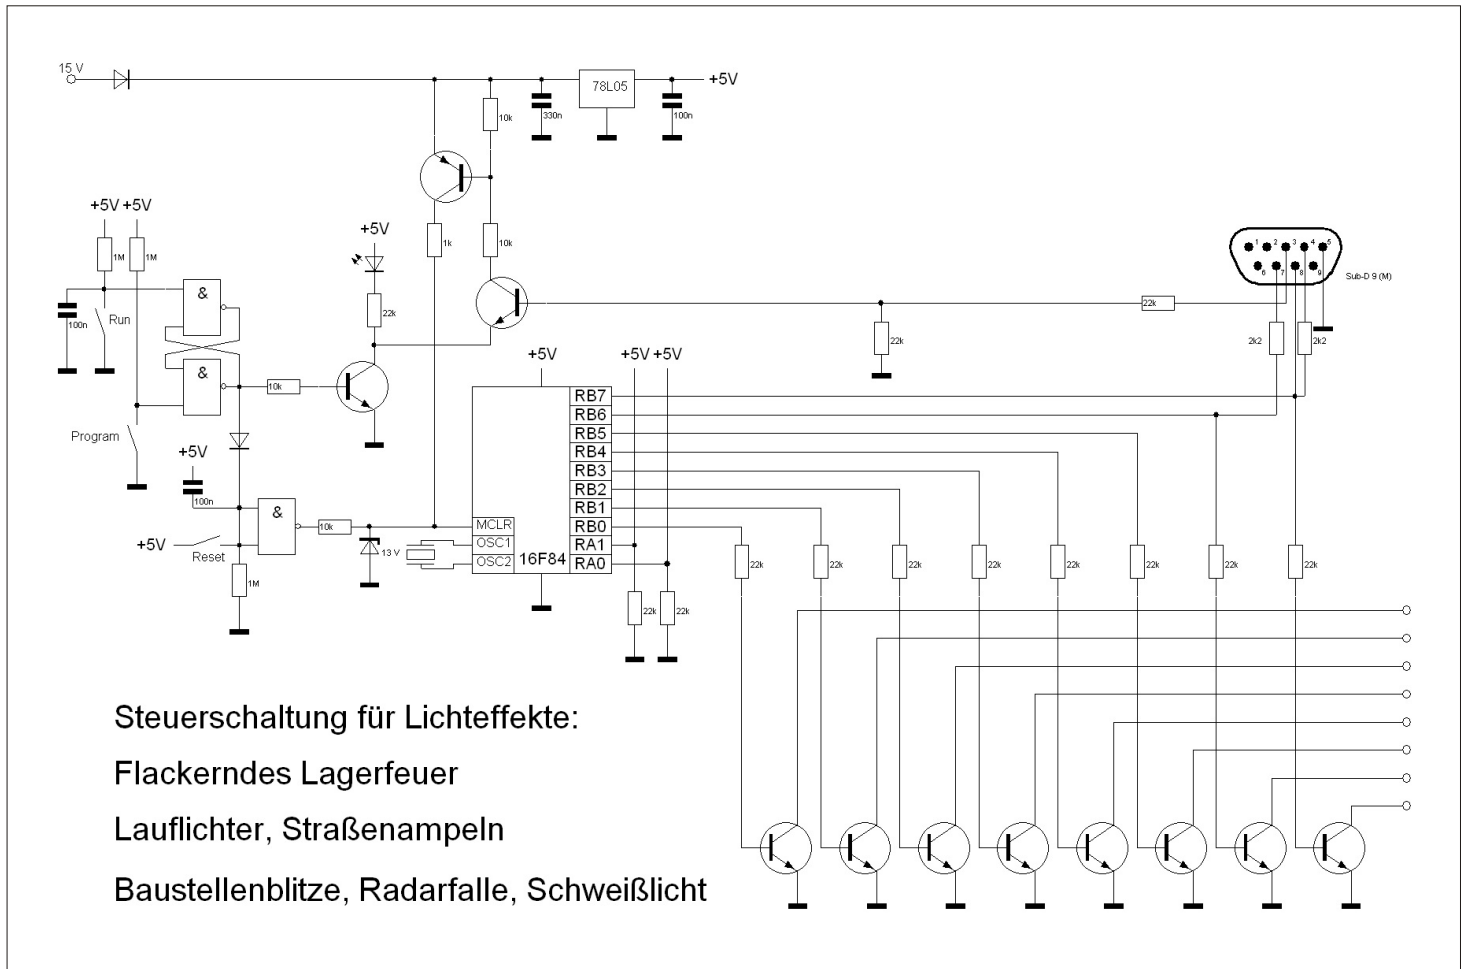 15 V
78L05
+5V
10k
330n
100n
+5V +5V
1M
1M
+5V
1k
10k
&
Run
100n
22k
&
10k
Program
+5V
100n
&
10k
+5V
Reset
1M
13 V
+5V
+5V +5V
22k
22k
1 2 3 4 5
6 7 8 9
Sub-D 9 (M)
2k2
2k2
RB7
RB6
RB5
RB4
RB3
RB2
RB1
RB0
RA1
RA0
MCLR
OSC1
OSC2
16F84
22k
22k
22k
22k
22k
22k
22k
22k
22k
22k
Steuerschaltung für Lichteffekte:
Flackerndes Lagerfeuer
Lauflichter, Straßenampeln
Baustellenblitze, Radarfalle, Schweißlicht